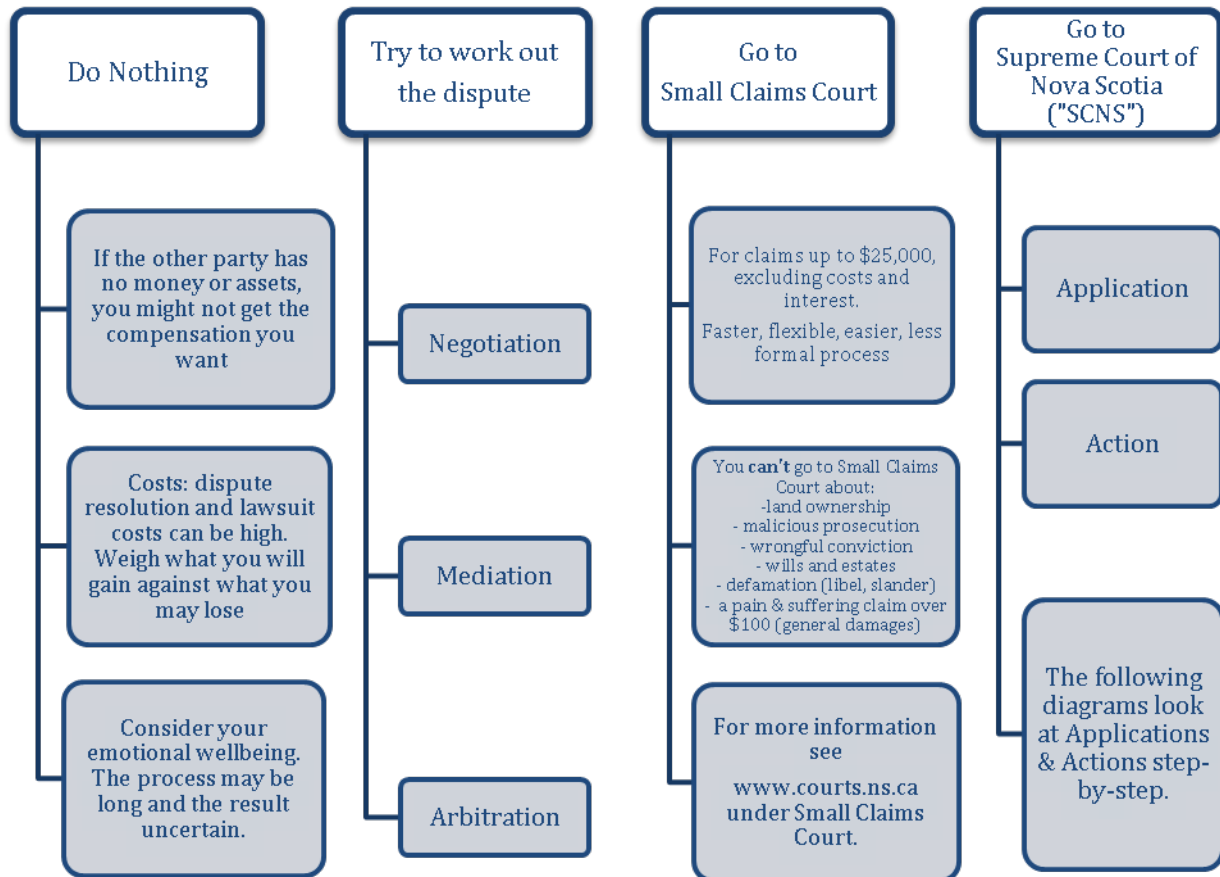 Do Nothing
If the other party has
no money or assets,
you might not get the
compensation you
want
Costs: dispute
resolution and lawsuit
costs can be high.
Weigh what you will
gain against what you
may lose
Consider your
emotional wellbeing.
The process may be
long and the result
uncertain.
Try to work out
the dispute
Negotiation
Mediation
Arbitration
Go to
Small Claims Court
For claims up to $25,000,
excluding costs and
interest.
Faster, flexible, easier, less
formal process
You can't go to Small Claims
Court about:
-land ownership
- malicious prosecution
- wrongful conviction
- wills and estates
- defamation (libel, slander)
- a pain & suffering claim over
$100 (general damages)
For more information
see
www.courts.ns.ca
under Small Claims
Court.
Go to
Supreme Court of
Nova Scotia
("SCNS")
Application
Action
The following
diagrams look
at Applications
& Actions step-
by-step.